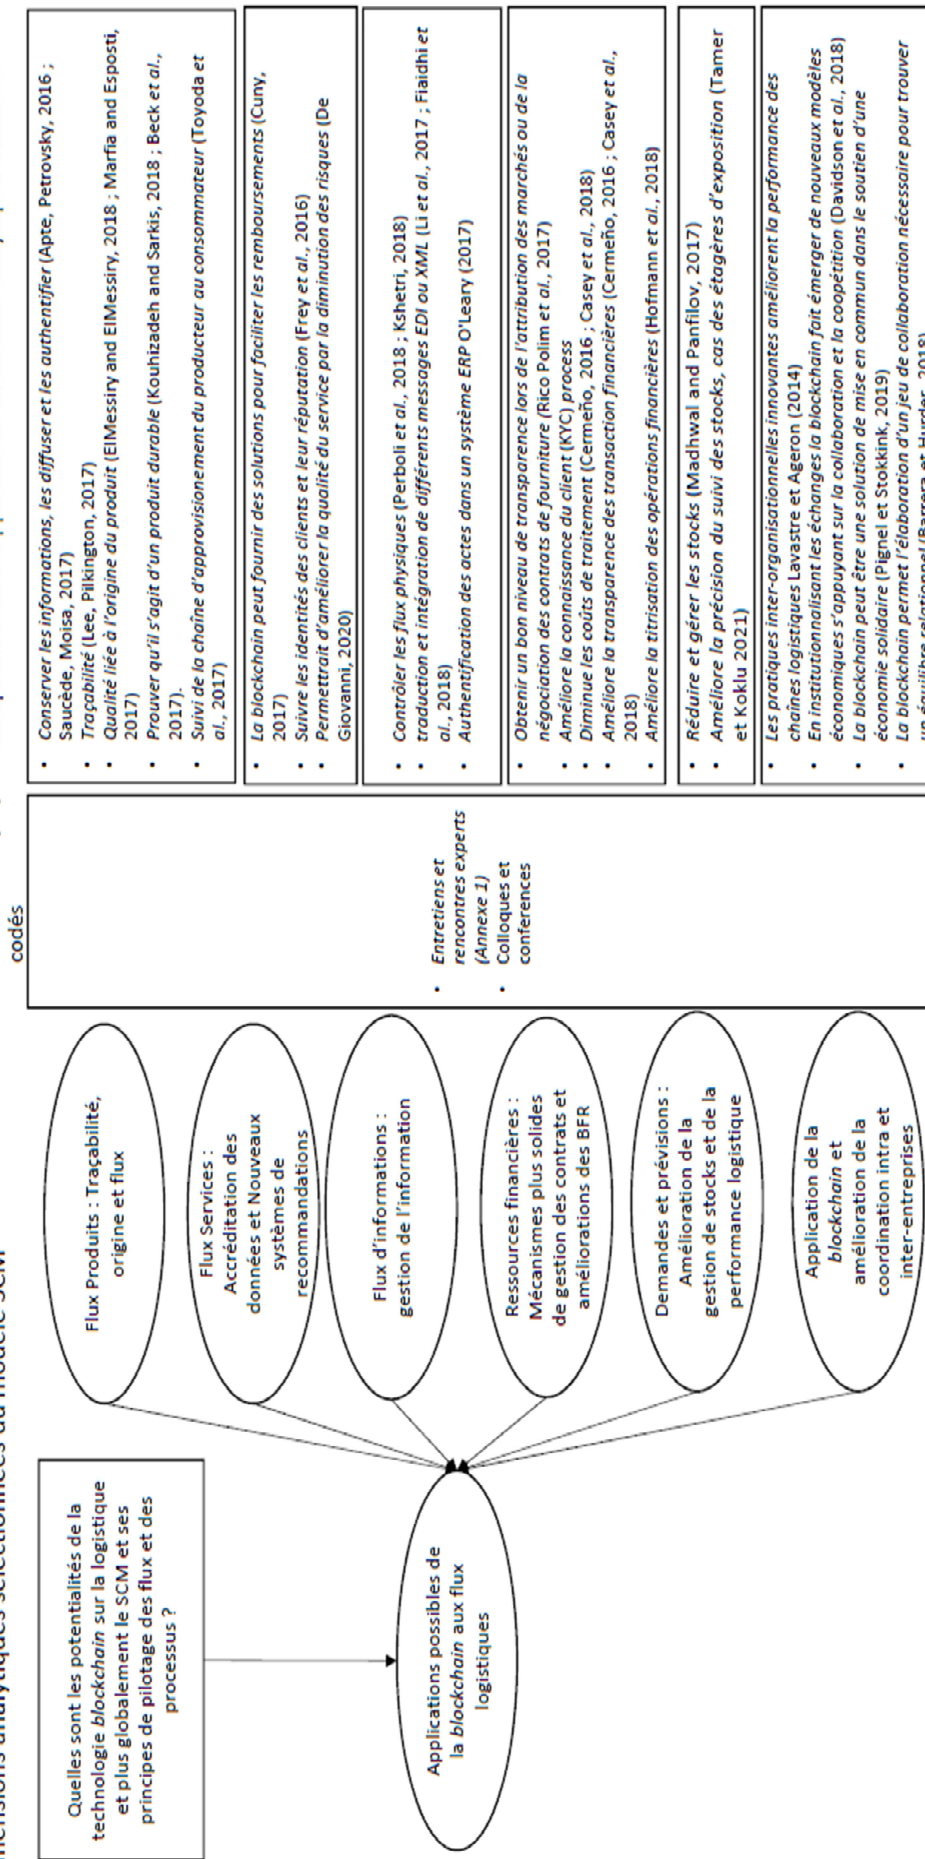 codés
Quelles sont les potentialités de la
technologie blockchain sur la logistique
et plus globalement le SCM et ses
principes de pilotage des flux et des
processus ?
Applications possibles de
la blockchain aux flux
logistiques
Flux Produits : Traçabilité,
origine et flux
Flux Services :
Accréditation des
données et Nouveaux
systèmes de
recommandations
Flux d'informations :
gestion de l'information
Ressources financières :
Mécanismes plus solides
de gestion des contrats et
améliorations des BFR
Demandes et prévisions :
Amélioration de la
gestion de stocks et de la
performance logistique
Application de la
blockchain et
amélioration de la
coordination intra et
inter-entreprises
• Entretiens et
rencontres experts
(Annexe 1)
• Colloques et
conferences
• Conserver les informations, les diffuser et les authentifier (Apte, Petrovsky, 2016 ;
Saucède, Moisa, 2017)
• Traçabilité (Lee, Pilkington, 2017)
• Qualité liée à l'origine du produit (ElMessiry and ElMessiry, 2018 ; Marfia and Esposti,
2017)
• Prouver qu'il s'agit d'un produit durable (Kouhizadeh and Sarkis, 2018 ; Beck et al.,
2017).
• Suivi de la chaîne d'approvisionement du producteur au consommateur (Toyoda et
al., 2017)
• La blockchain peut fournir des solutions pour faciliter les remboursements (Cuny,
2017)
• Suivre les identités des clients et leur réputation (Frey et al., 2016)
• Permettrait d'améliorer la qualité du service par la diminution des risques (De
Giovanni, 2020)
• Contrôler les flux physiques (Perboli et al., 2018 ; Kshetri, 2018)
• traduction et intégration de différents messages EDI ou XML (Li et al., 2017 ; Fiaidhi et
al., 2018)
• Authentification des actes dans un système ERP O'Leary (2017)
• Obtenir un bon niveau de transparence lors de l'attribution des marchés ou de la
négociation des contrats de fourniture (Rico Polim et al., 2017)
• Améliore la connaissance du client (KYC) process
• Diminue les coûts de traitement (Cermeño, 2016 ; Casey et al., 2018)
• Améliore la transparence des transaction financières (Cermeño, 2016 ; Casey et al.,
2018)
• Améliore la titrisation des opérations financières (Hofmann et al., 2018)
• Réduire et gérer les stocks (Madhwal and Panfilov, 2017)
• Améliore la précision du suivi des stocks, cas des étagères d'exposition (Tamer
et Koklu 2021)
• Les pratiques inter-organisationnelles innovantes améliorent la performance des
chaînes logistiques Lavastre et Ageron (2014)
• En institutionnalisant les échanges la blockchain fait émerger de nouveaux modèles
économiques s'appuyant sur la collaboration et la coopétition (Davidson et al., 2018)
• La blockchain peut être une solution de mise en commun dans le soutien d'une
économie solidaire (Pignel et Stokkink, 2019)
• La blockchain permet l'élaboration d'un jeu de collaboration nécessaire pour trouver
un équilibre relationnel (Barrera et Hurder, 2018)